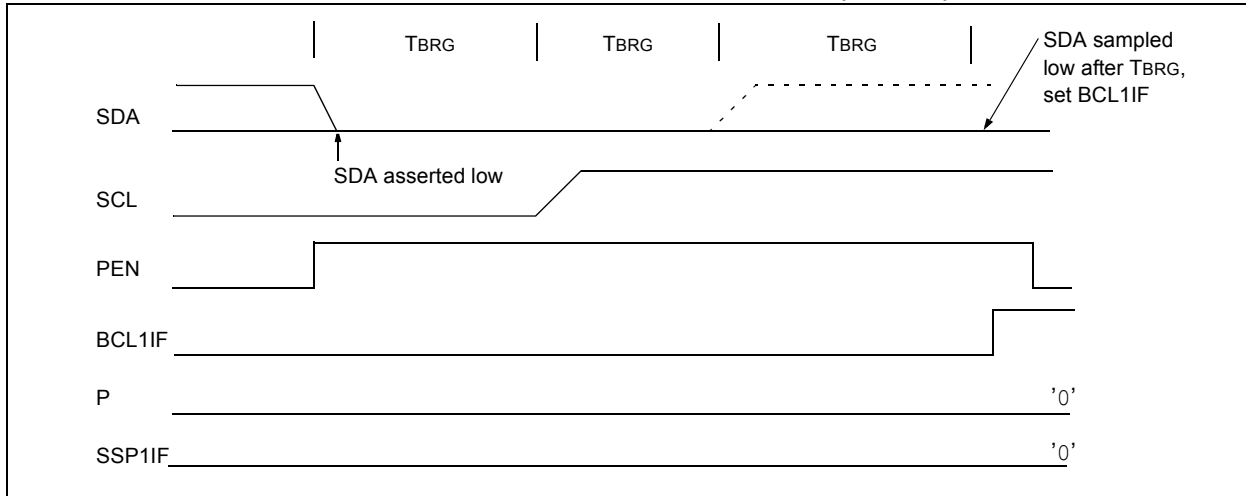 TBRG TBRG TBRG
SDA sampled
low after TBRG,
set BCL1IF
SDA
SDA asserted low
SCL
PEN
BCL1IF
P '0'
SSP1IF '0'